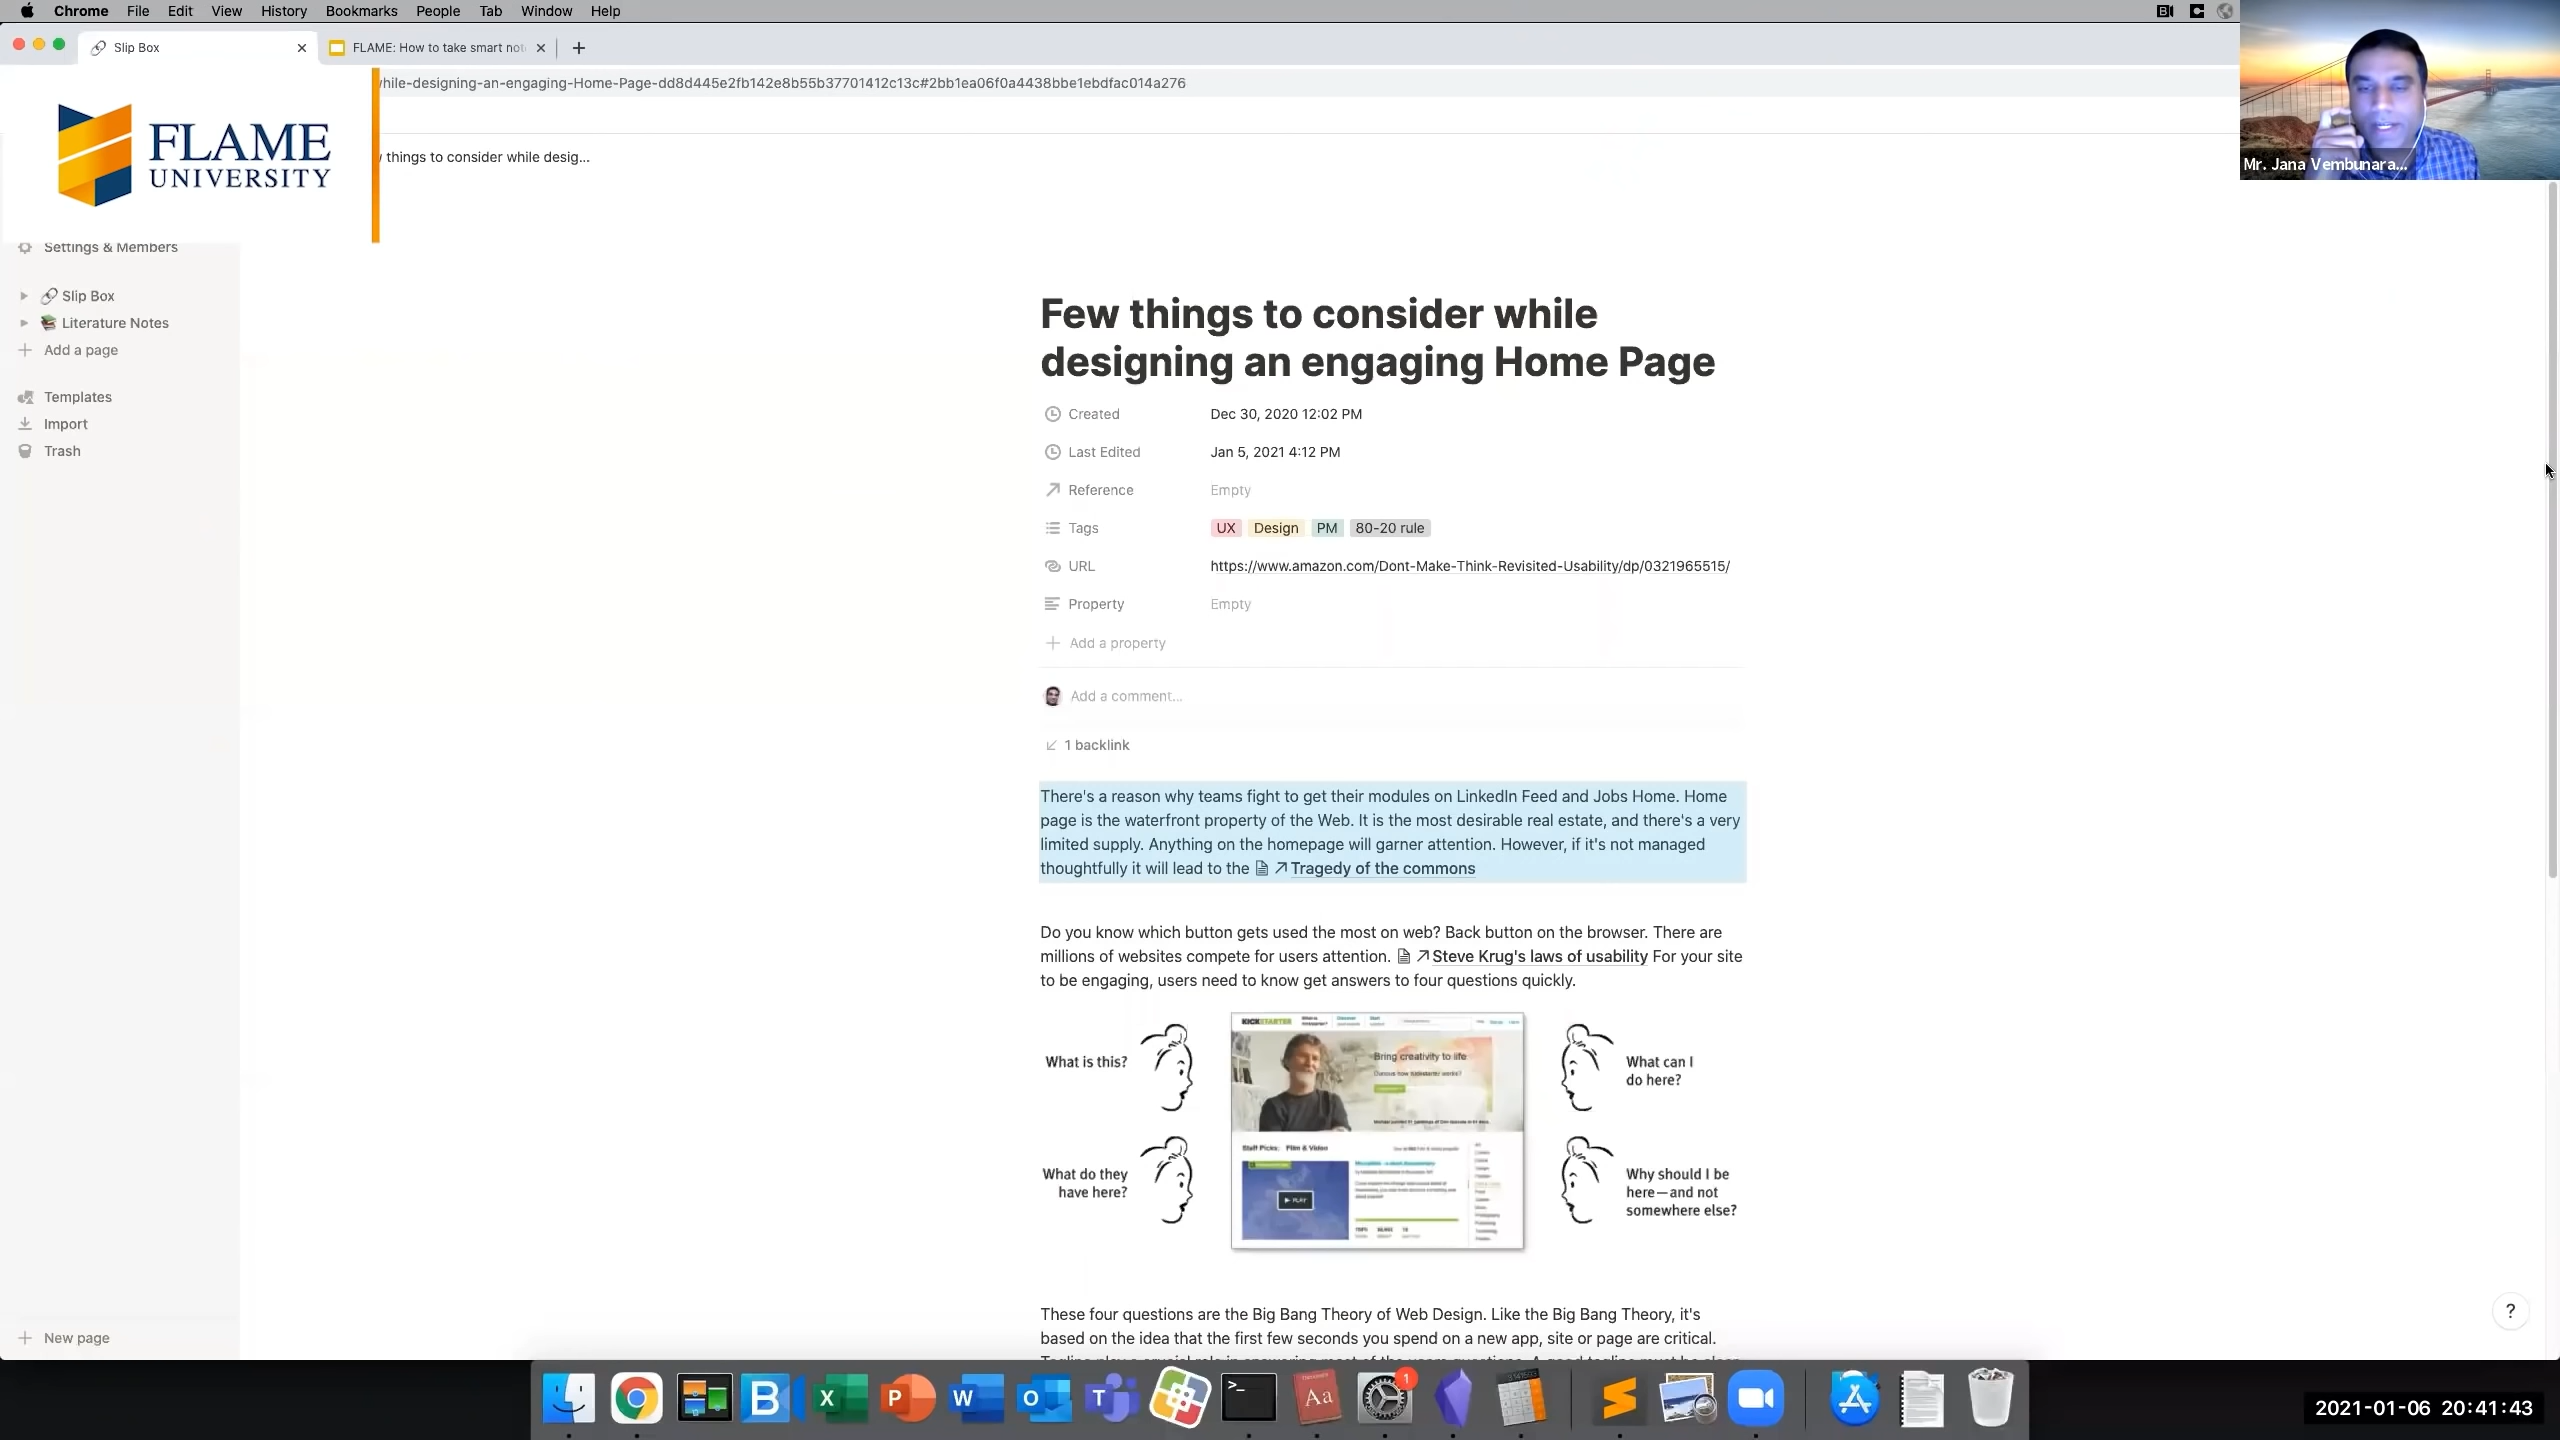 Chrome File Edit View History Bookmarks People Tab Window Help
Slip Box
FLAME: How to take smart not
hile-designing-an-engaging-Home-Page-dd8d445e2fb142e8b55b37701412c13c#2bb1ea06f0a4438bbe1ebdfac014a276
FLAME
UNIVERSITY
things to consider while desig...
Mr. Jana Vembunara...
Settings & Members
Slip Box
Literature Notes
Add a page
Templates
Import
Trash
New page
Few things to consider while
designing an engaging Home Page
Created Dec 30, 2020 12:02 PM
Last Edited Jan 5, 2021 4:12 PM
Reference Empty
Tags UX Design PM 80-20 rule
URL https://www.amazon.com/Dont-Make-Think-Revisited-Usability/dp/0321965515/
Property Empty
Add a property
Add a comment...
1 backlink
There's a reason why teams fight to get their modules on LinkedIn Feed and Jobs Home. Home
page is the waterfront property of the Web. It is the most desirable real estate, and there's a very
limited supply. Anything on the homepage will garner attention. However, if it's not managed
thoughtfully it will lead to the Tragedy of the commons
Do you know which button gets used the most on web? Back button on the browser. There are
millions of websites compete for users attention. Steve Krug's laws of usability For your site
to be engaging, users need to know get answers to four questions quickly.
What is this?
What do they
have here?
KICKSTARTER
Bring creativity to life
Staff Picks: Film & Video
PLAY
What can I
do here?
Why should I be
here—and not
somewhere else?
These four questions are the Big Bang Theory of Web Design. Like the Big Bang Theory, it's
based on the idea that the first few seconds you spend on a new app, site or page are critical.
?
1
2021-01-06 20:41:43